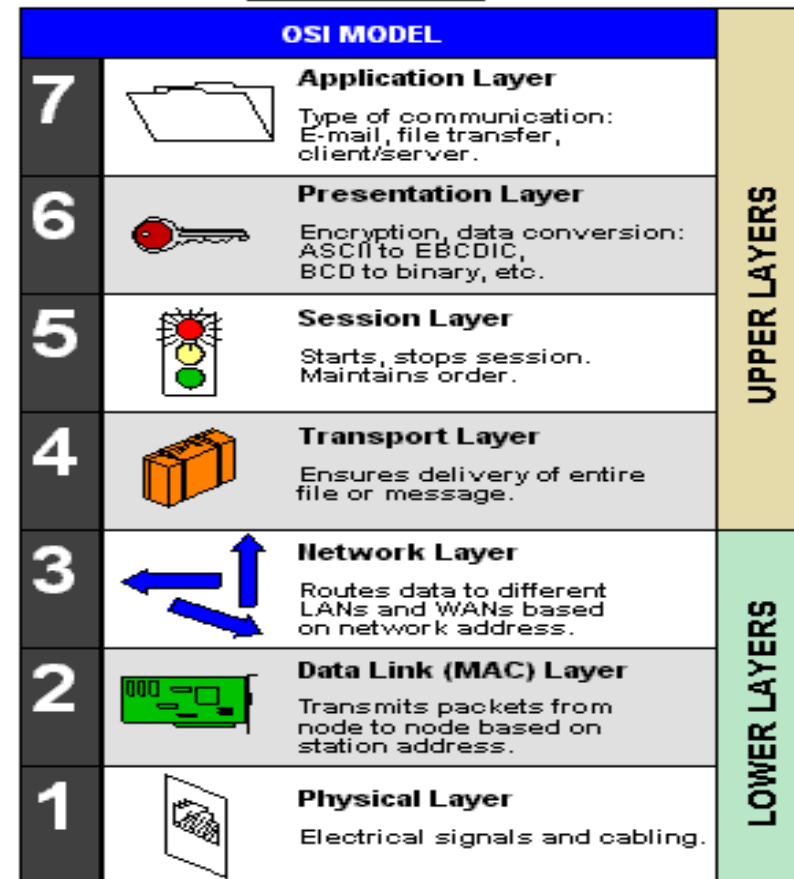 OSI MODEL
7
Application Layer
Type of communication:
E-mail, file transfer,
client/server.
6
Presentation Layer
Encryption, data conversion:
ASCII to EBCDIC,
BCD to binary, etc.
5
Session Layer
Starts, stops session.
Maintains order.
4
Transport Layer
Ensures delivery of entire
file or message.
UPPER LAYERS
3
Network Layer
Routes data to different
LANs and WANs based
on network address.
2
Data Link (MAC) Layer
Transmits packets from
node to node based on
station address.
1
Physical Layer
Electrical signals and cabling.
LOWER LAYERS